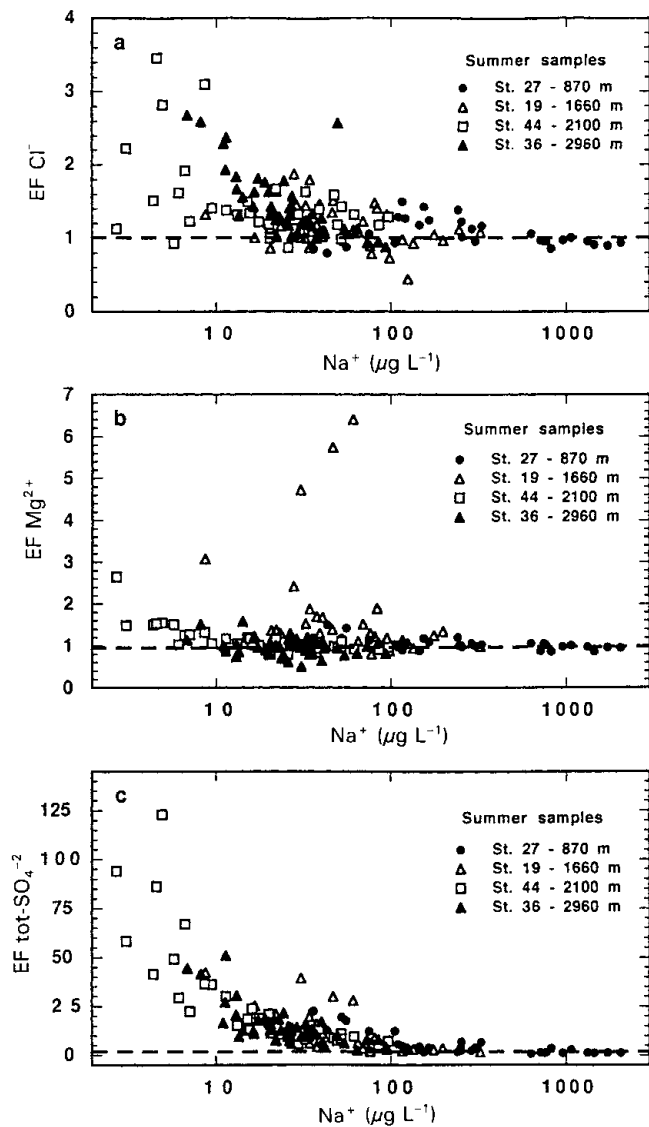 a
Summer samples
St. 27 - 870 m
St. 19 - 1660 m
St. 44 - 2100 m
St. 36 - 2960 m
4
3
2
1
0
EF Cl⁻
10
100
1000
Na⁺ (µg L⁻¹)
b
Summer samples
St. 27 - 870 m
St. 19 - 1660 m
St. 44 - 2100 m
St. 36 - 2960 m
7
6
5
4
3
2
1
0
EF Mg²⁺
10
100
1000
Na⁺ (µg L⁻¹)
c
Summer samples
St. 27 - 870 m
St. 19 - 1660 m
St. 44 - 2100 m
St. 36 - 2960 m
125
100
75
50
25
0
EF tot-SO₄⁻²
10
100
1000
Na⁺ (µg L⁻¹)